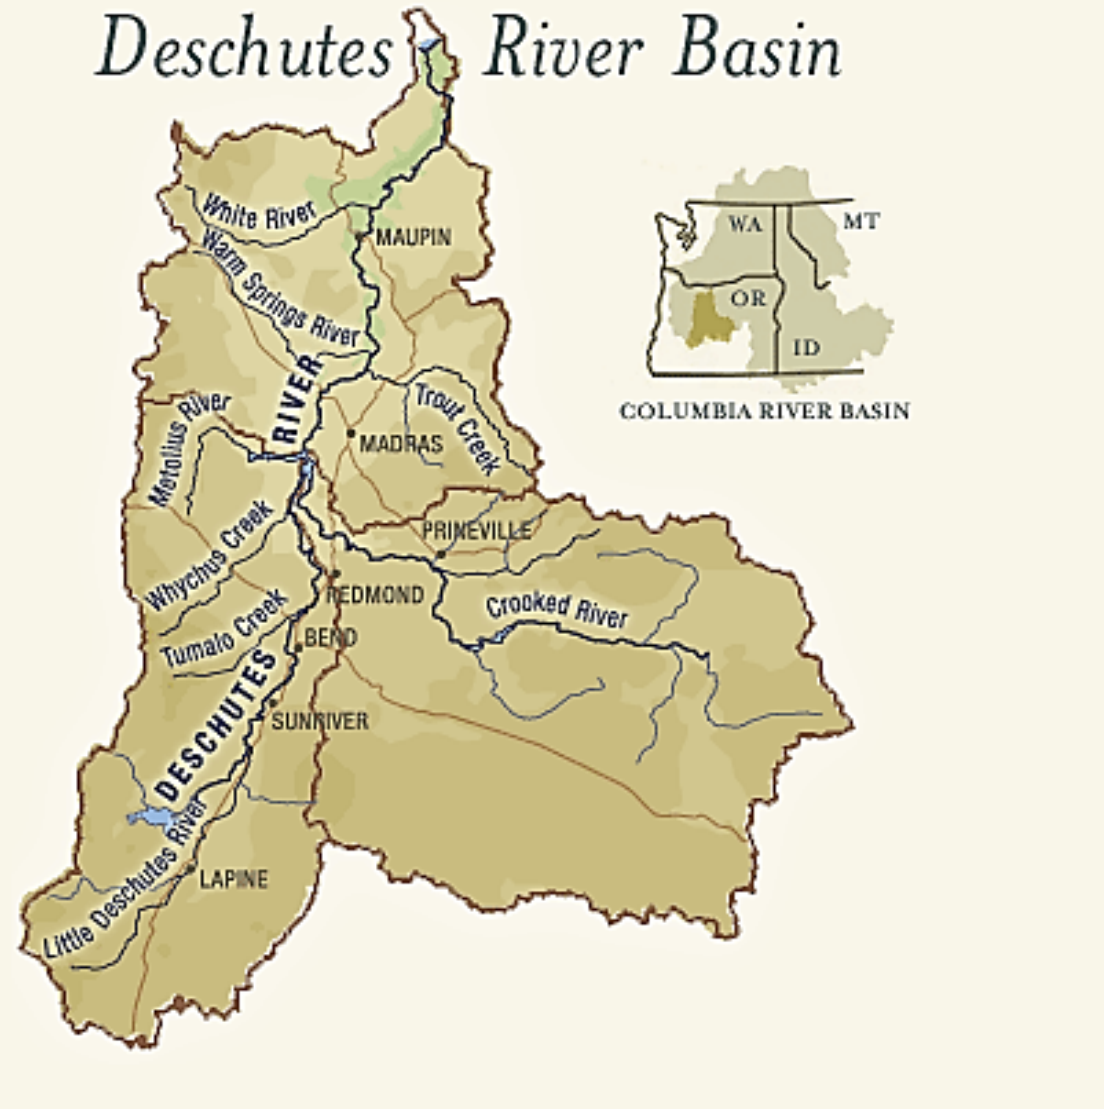 Deschutes River Basin
White River
MAUPIN
Warm Springs River
RIVER
Trout Creek
Metolius River
MADRAS
Whychus Creek
PRINEVILLE
REDMOND
Crooked River
Tumalo Creek
BEND
DESCHUTES
SUNRIVER
Little Deschutes River
LAPINE
WA
MT
OR
ID
COLUMBIA RIVER BASIN